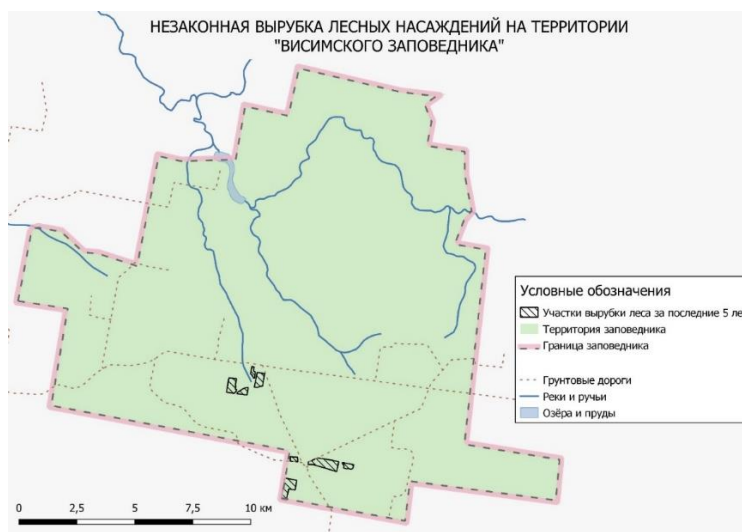 НЕЗАКОННАЯ ВЫРУБКА ЛЕСНЫХ НАСАЖДЕНИЙ НА ТЕРРИТОРИИ
"ВИСИМСКОГО ЗАПОВЕДНИКА"
Условные обозначения
Участки вырубки леса за последние 5 ле
Территория заповедника
Граница заповедника
Грунтовые дороги
Реки и ручьи
Озёра и пруды
0 2,5 5 7,5 10 км